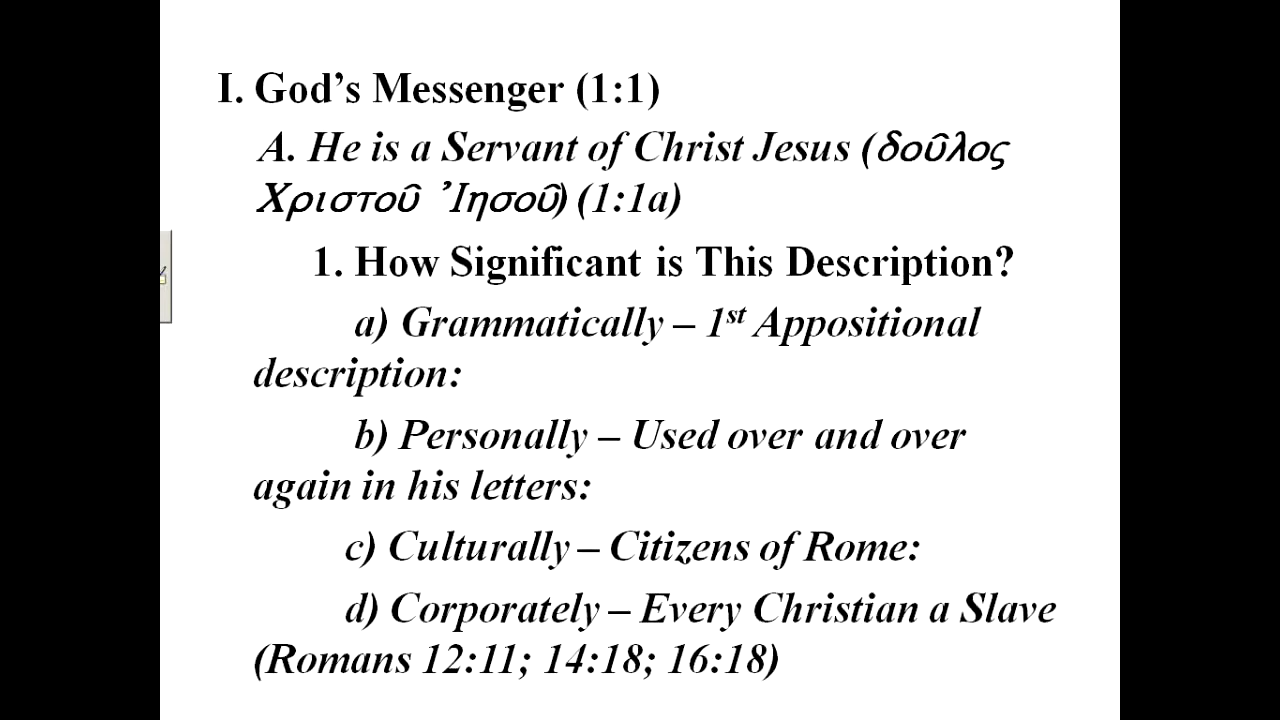 I. God’s Messenger (1:1)
A. He is a Servant of Christ Jesus (δοῦλος
Χριστοῦ Ἰησοῦ) (1:1a)
1. How Significant is This Description?
a) Grammatically – 1st Appositional
description:
b) Personally – Used over and over
again in his letters:
c) Culturally – Citizens of Rome:
d) Corporately – Every Christian a Slave
(Romans 12:11; 14:18; 16:18)